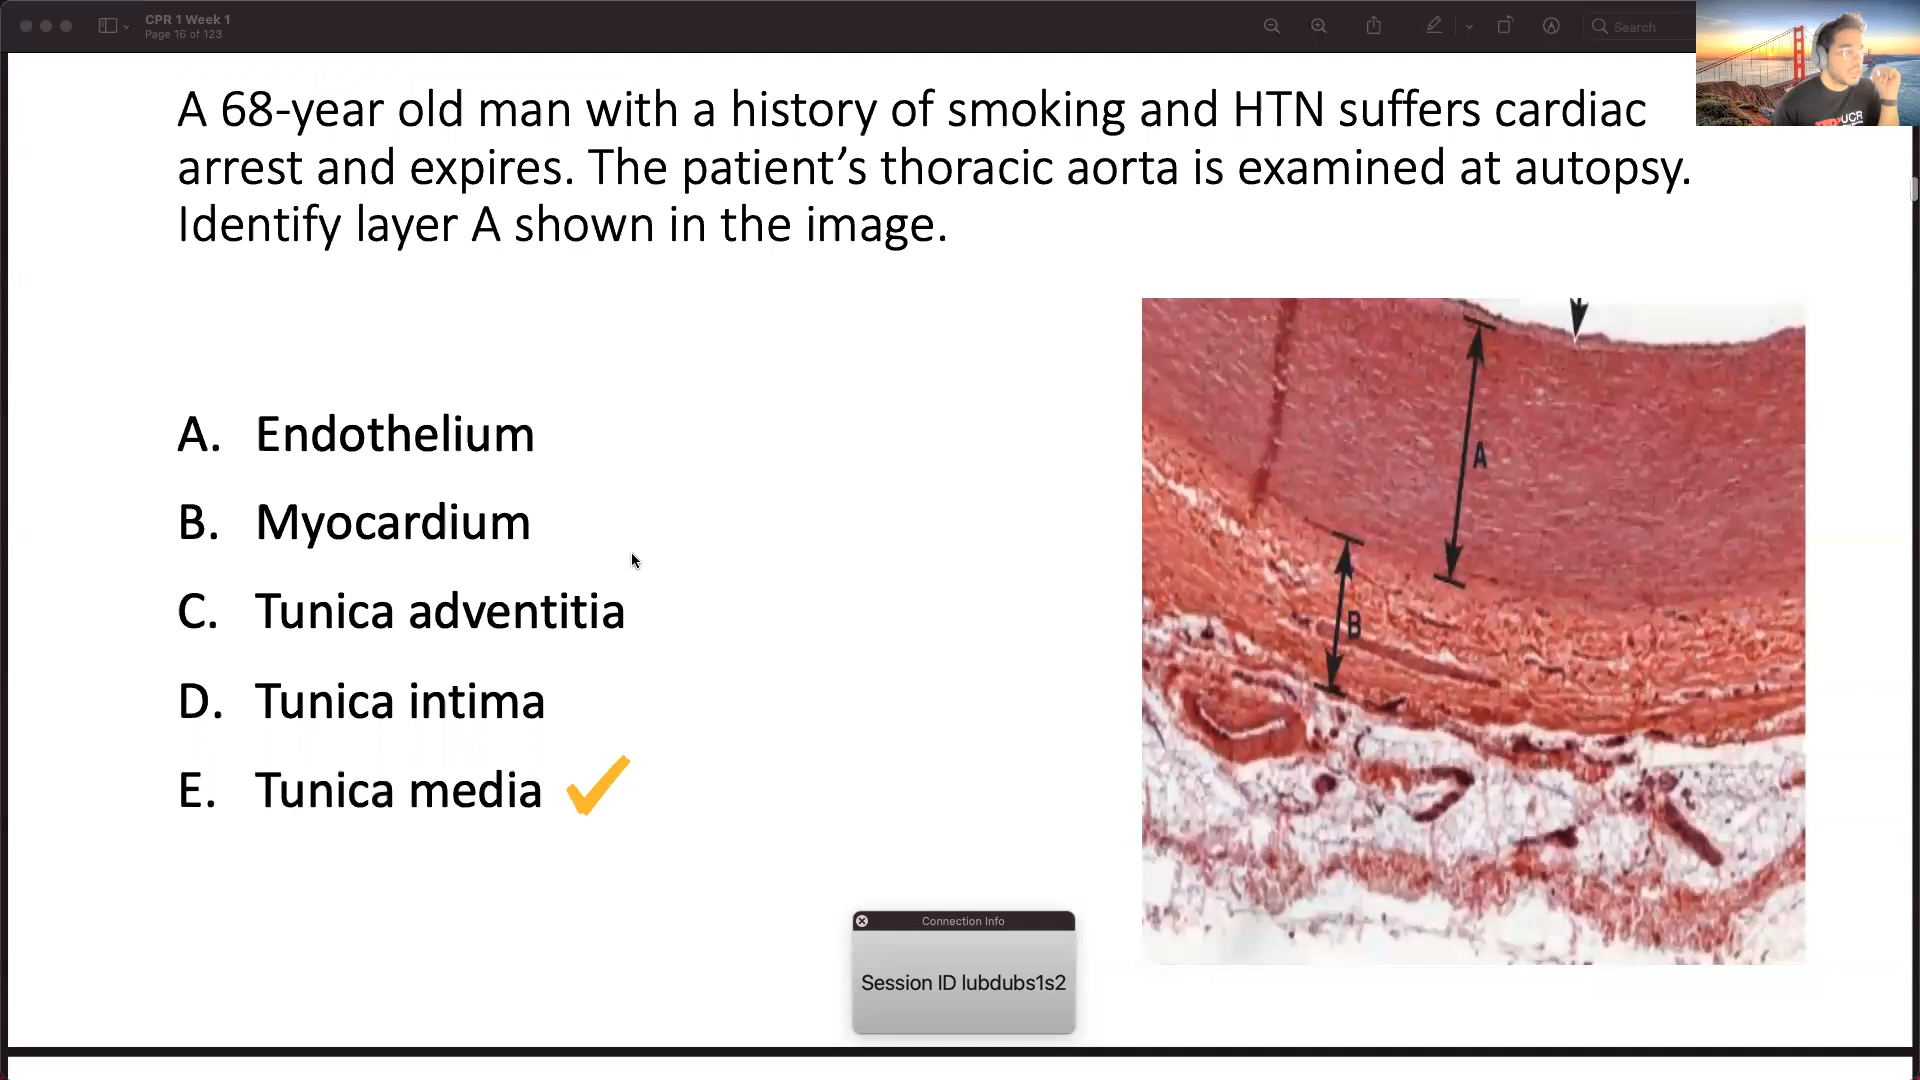 CPR 1 Week 1
Page 16 of 123
Search
UCR
A 68-year old man with a history of smoking and HTN suffers cardiac
arrest and expires. The patient’s thoracic aorta is examined at autopsy.
Identify layer A shown in the image.
A. Endothelium
B. Myocardium
C. Tunica adventitia
D. Tunica intima
E. Tunica media
A
B
Connection Info
Session ID lubdubs1s2